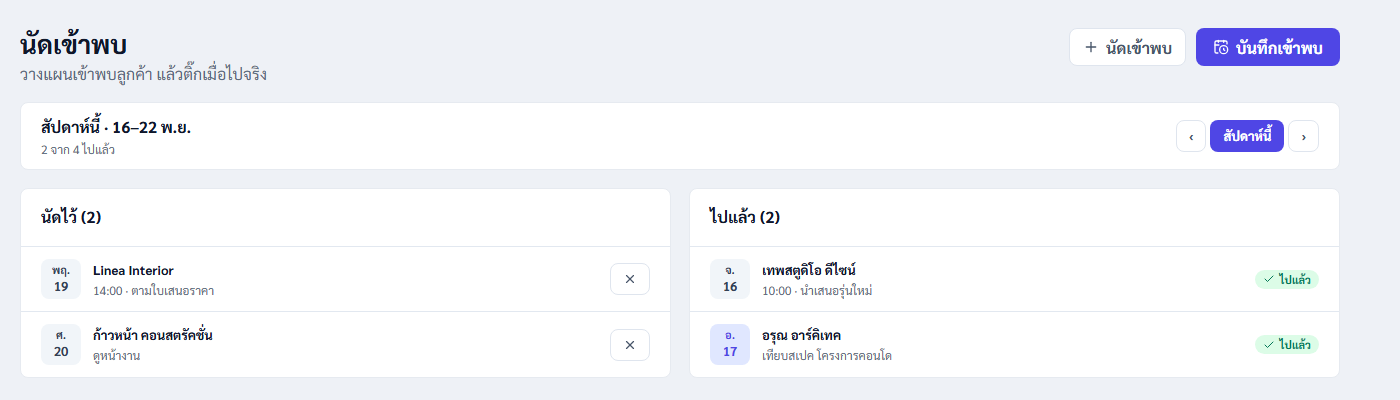 นัดเข้าพบ
วางแผนเข้าพบลูกค้า แล้วติ๊กเมื่อไปจริง
+ นัดเข้าพบ
บันทึกเข้าพบ
สัปดาห์นี้ · 16–22 พ.ย.
2 จาก 4 ไปแล้ว
‹ สัปดาห์นี้ ›
นัดไว้ (2)
พฤ. 19
Linea Interior
14:00 · ตามใบเสนอราคา
ศ. 20
ก้าวหน้า คอนสตรัคชั่น
ดูหน้างาน
ไปแล้ว (2)
จ. 16
เทพสตูดิโอ ดีไซน์
10:00 · นำเสนอรุ่นใหม่
ไปแล้ว
อ. 17
อรุณ อาร์คิเทค
เทียบสเปค โครงการคอนโด
ไปแล้ว